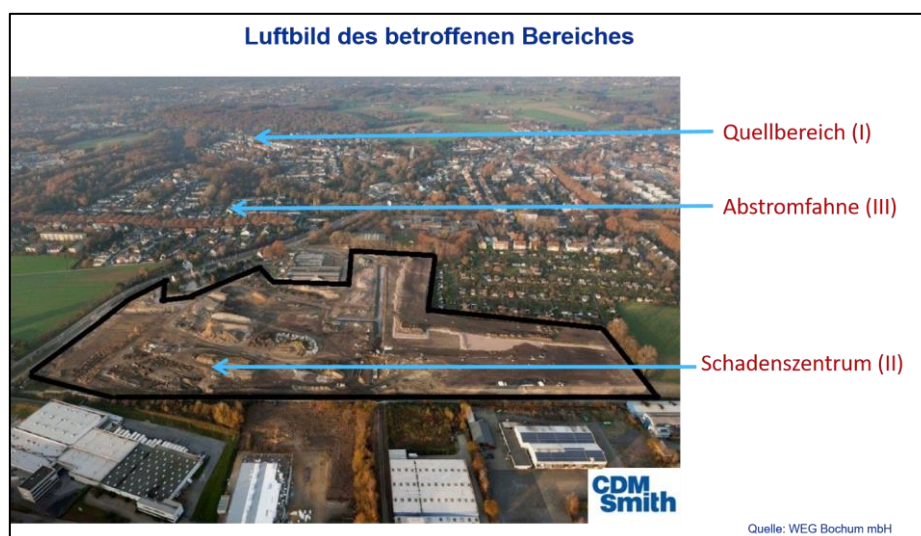 Luftbild des betroffenen Bereiches
Quellbereich (I)
Abstromfahne (III)
Schadenszentrum (II)
CDM
Smith
Quelle: WEG Bochum mbH